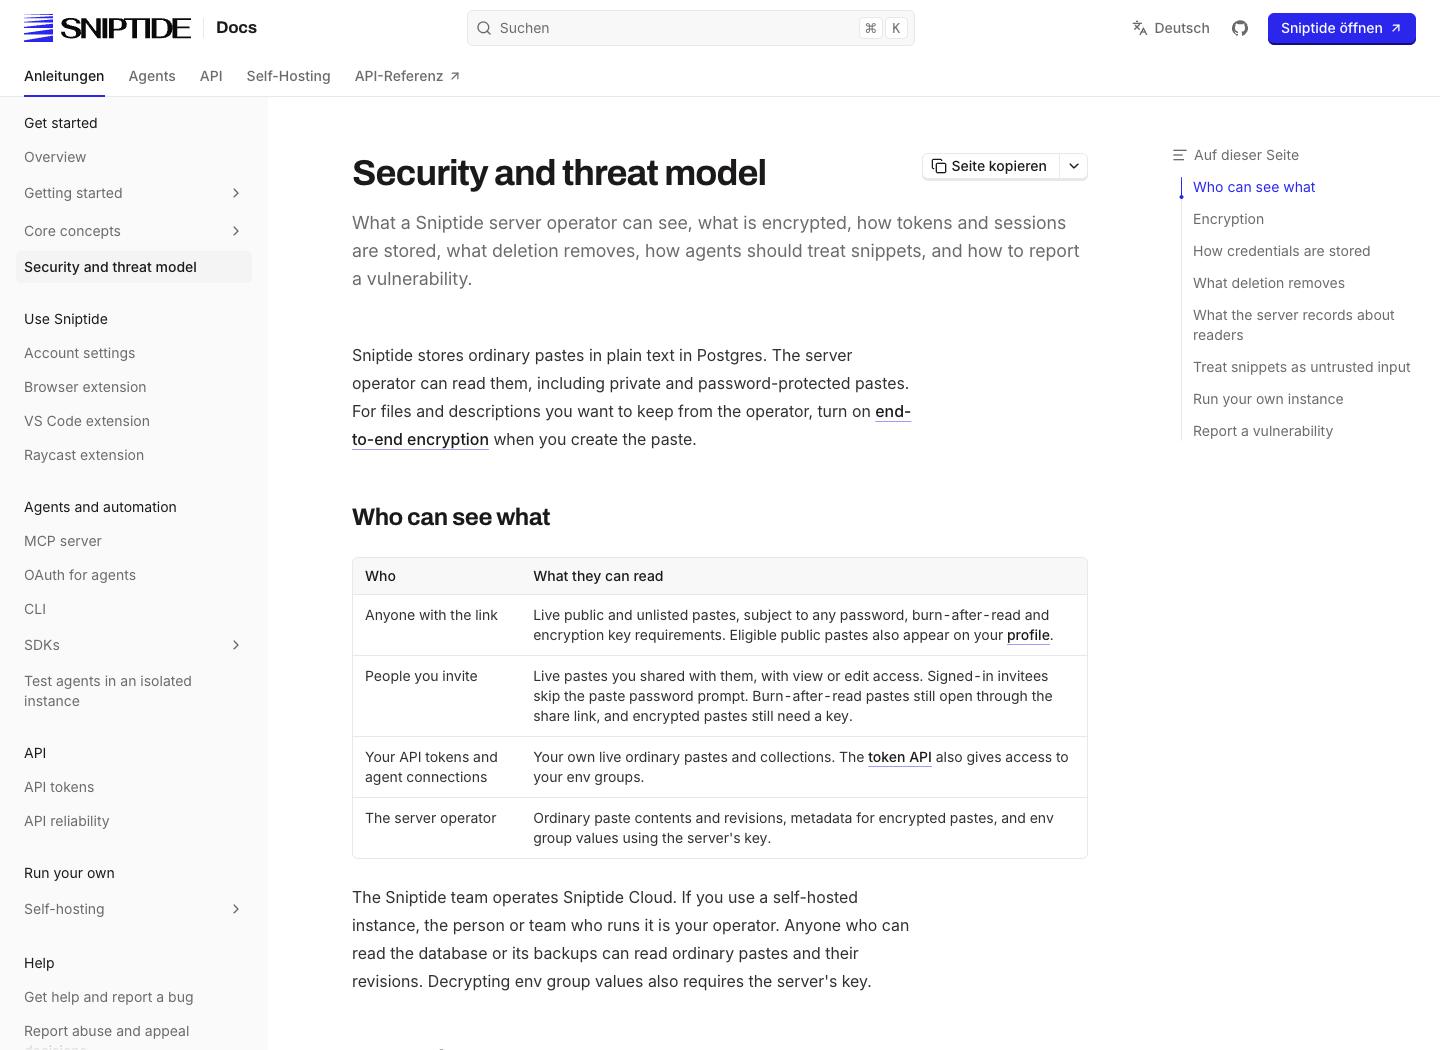 SNIPTIDE
Docs
Suchen
⌘ K
Deutsch
Sniptide öffnen
Anleitungen
Agents
API
Self-Hosting
API-Referenz
Get started
Overview
Getting started
Core concepts
Security and threat model
Use Sniptide
Account settings
Browser extension
VS Code extension
Raycast extension
Agents and automation
MCP server
OAuth for agents
CLI
SDKs
Test agents in an isolated
instance
API
API tokens
API reliability
Run your own
Self-hosting
Help
Get help and report a bug
Report abuse and appeal
Security and threat model
Seite kopieren
What a Sniptide server operator can see, what is encrypted, how tokens and sessions
are stored, what deletion removes, how agents should treat snippets, and how to report
a vulnerability.
Sniptide stores ordinary pastes in plain text in Postgres. The server
operator can read them, including private and password-protected pastes.
For files and descriptions you want to keep from the operator, turn on end-
to-end encryption when you create the paste.
Who can see what
Who
What they can read
Anyone with the link
Live public and unlisted pastes, subject to any password, burn-after-read and
encryption key requirements. Eligible public pastes also appear on your profile.
People you invite
Live pastes you shared with them, with view or edit access. Signed-in invitees
skip the paste password prompt. Burn-after-read pastes still open through the
share link, and encrypted pastes still need a key.
Your API tokens and
agent connections
Your own live ordinary pastes and collections. The token API also gives access to
your env groups.
The server operator
Ordinary paste contents and revisions, metadata for encrypted pastes, and env
group values using the server's key.
The Sniptide team operates Sniptide Cloud. If you use a self-hosted
instance, the person or team who runs it is your operator. Anyone who can
read the database or its backups can read ordinary pastes and their
revisions. Decrypting env group values also requires the server's key.
Auf dieser Seite
Who can see what
Encryption
How credentials are stored
What deletion removes
What the server records about
readers
Treat snippets as untrusted input
Run your own instance
Report a vulnerability